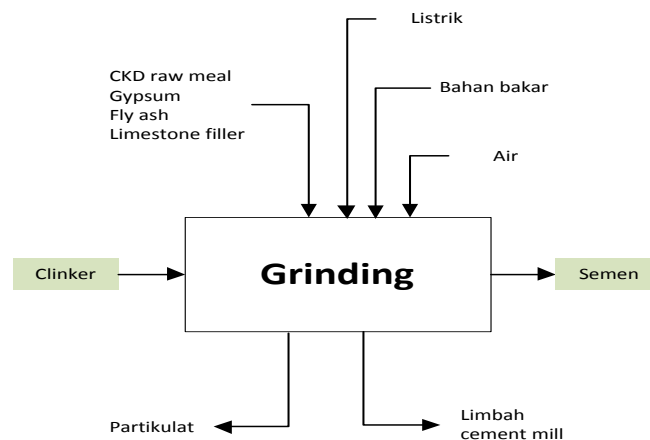 Listrik
CKD raw meal
Gypsum
Fly ash
Limestone filler
Bahan bakar
Air
Clinker
Grinding
Semen
Partikulat
Limbah
cement mill